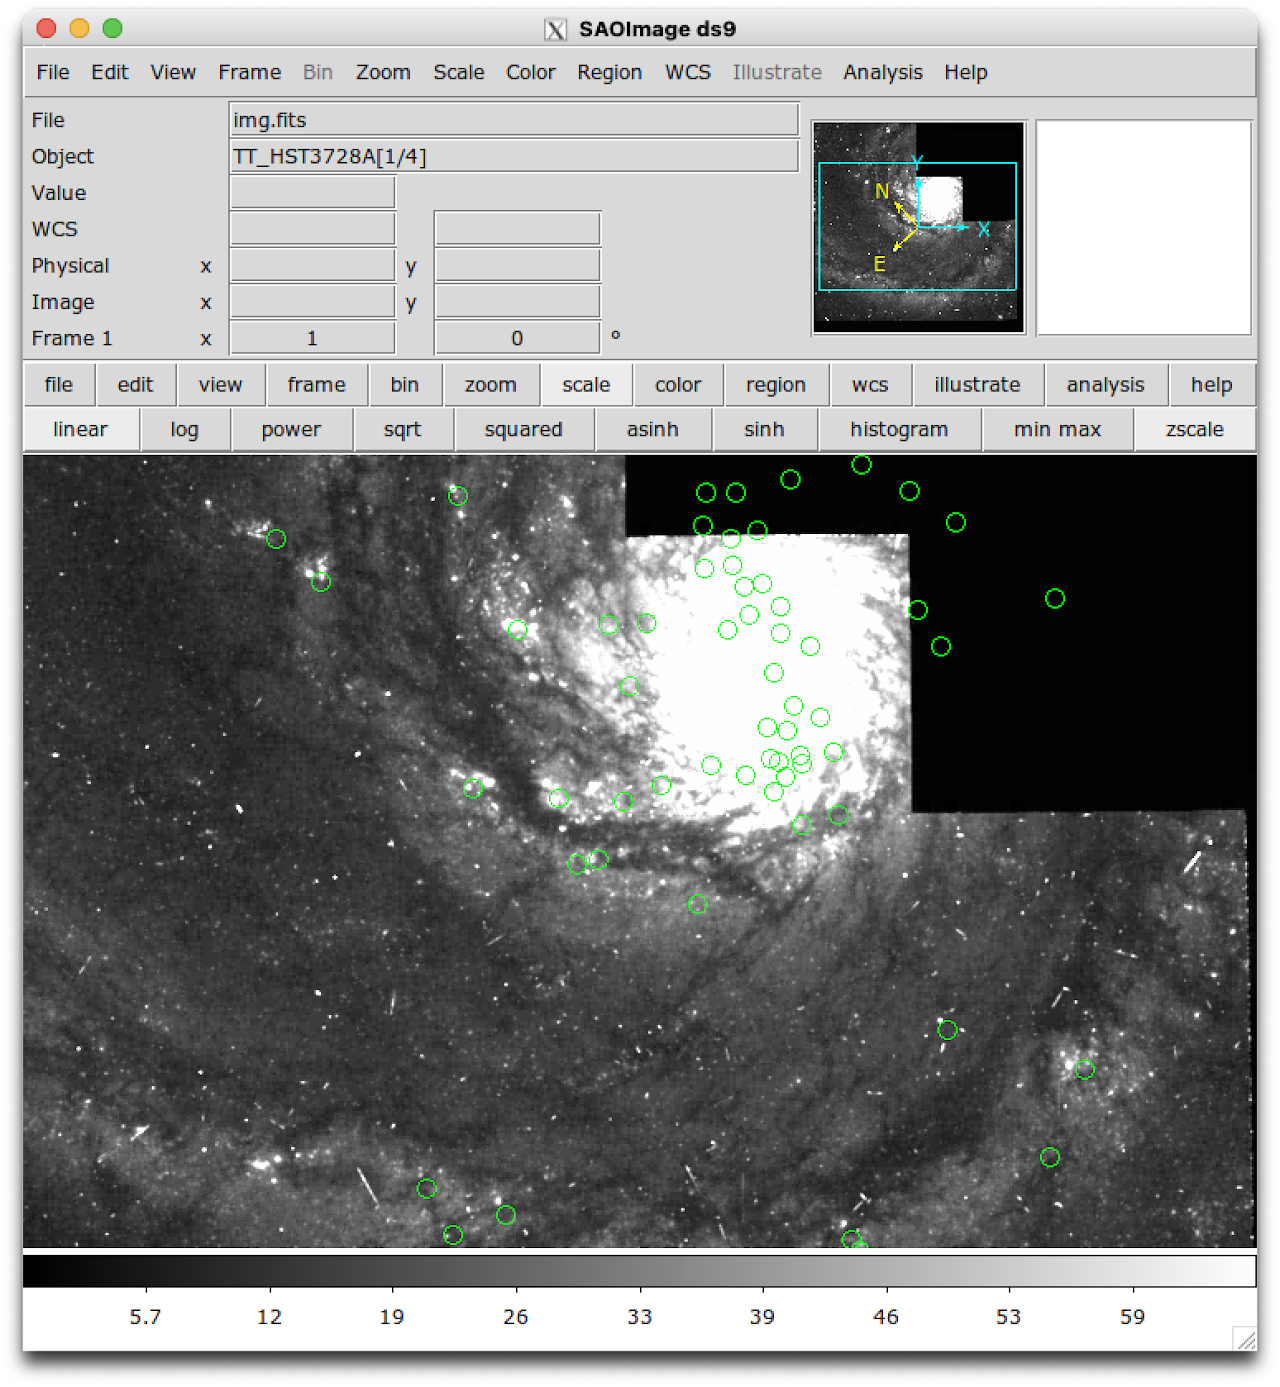 SAOImage ds9
File Edit View Frame Bin Zoom Scale Color Region WCS Illustrate Analysis Help
File img.fits
Object TT_HST3728A[1/4]
Value
WCS
Physical x y
Image x y
Frame 1 x 1 0 °
Y
N
X
E
file edit view frame bin zoom scale color region wcs illustrate analysis help
linear log power sqrt squared asinh sinh histogram min max zscale
5.7 12 19 26 33 39 46 53 59